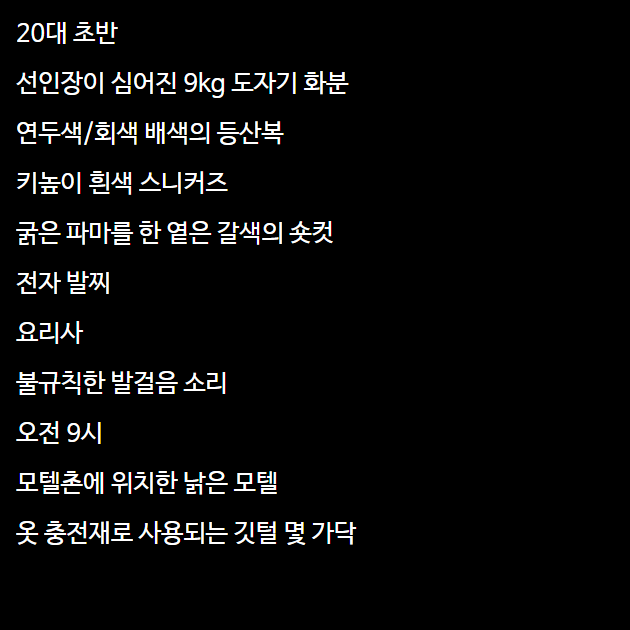 20대 초반
선인장이 심어진 9kg 도자기 화분
연두색/회색 배색의 등산복
키높이 흰색 스니커즈
굵은 파마를 한 옅은 갈색의 숏컷
전자 발찌
요리사
불규칙한 발걸음 소리
오전 9시
모텔촌에 위치한 낡은 모텔
옷 충전재로 사용되는 깃털 몇 가닥